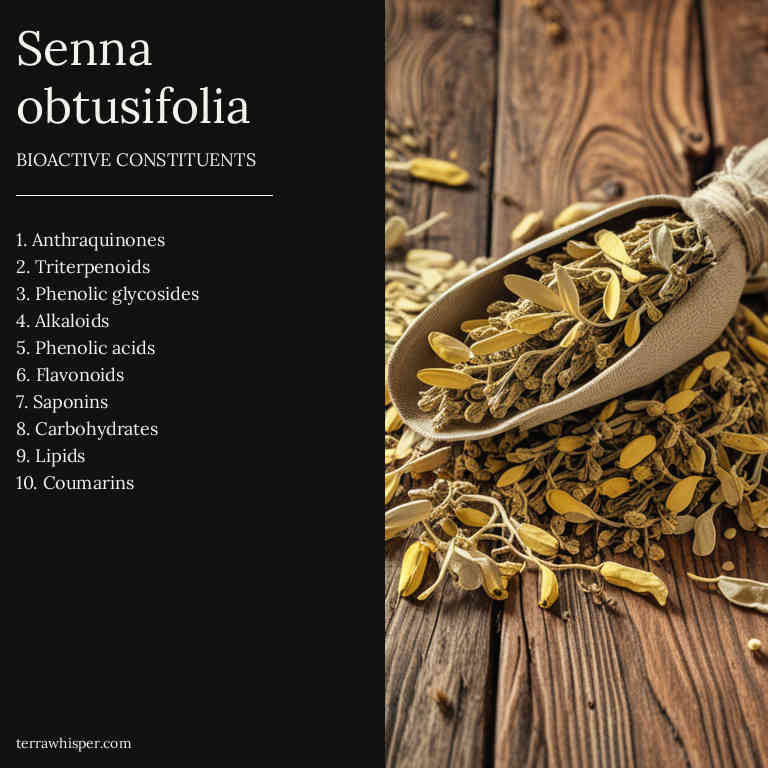 Senna
obtusifolia
BIOACTIVE CONSTITUENTS
1. Anthraquinones
2. Triterpenoids
3. Phenolic glycosides
4. Alkaloids
5. Phenolic acids
6. Flavonoids
7. Saponins
8. Carbohydrates
9. Lipids
10. Coumarins
terrawhisper.com